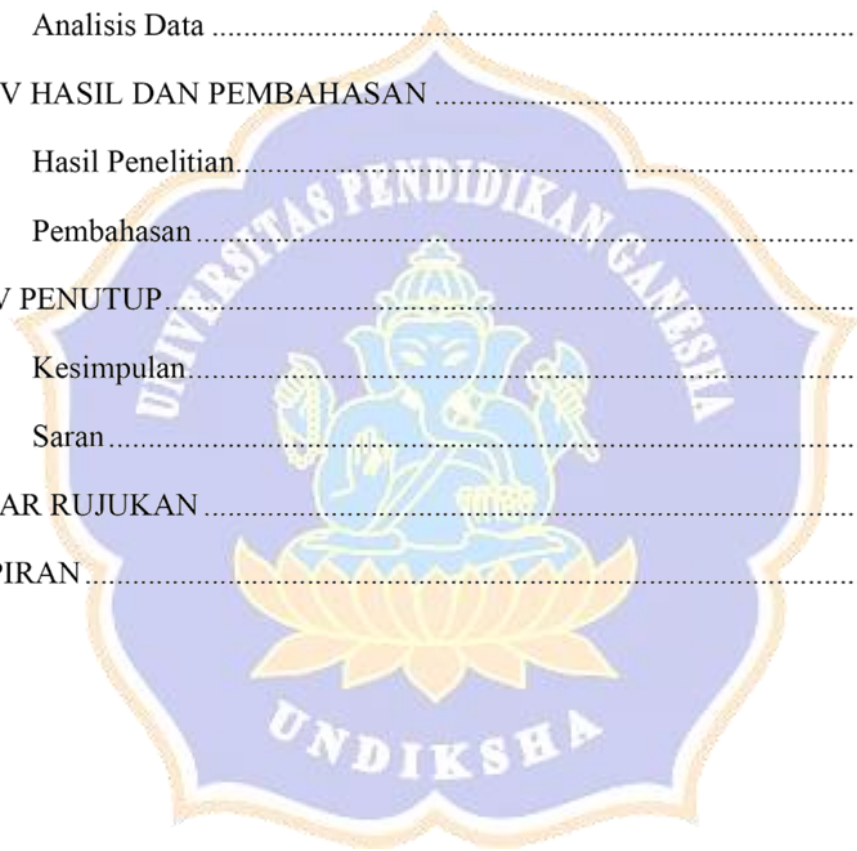 Analisis Data ................................................................................
V HASIL DAN PEMBAHASAN ....................................................
Hasil Penelitian..............................................................................
Pembahasan ...................................................................................
V PENUTUP.......................................................................................
Kesimpulan....................................................................................
Saran..............................................................................................
AR RUJUKAN ..................................................................................
PIRAN................................................................................................
UNIVERSITAS PENDIDIKAN GANESHA
UNDIKSHA